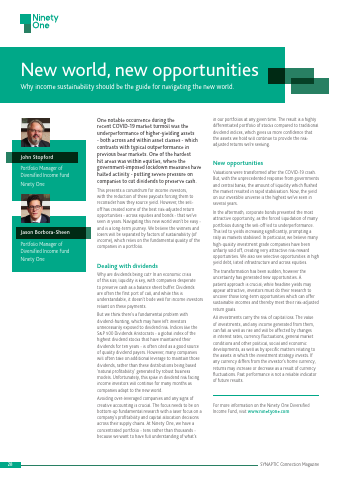 Ninety
One
New world, new opportunities
Why income sustainability should be the guide for navigating the new world
John Stopford
Portfolio Manager of
Diversified Income Fund
Ninety One
Jason Borbora-Sheen
Portfolio Manager of
Diversified Income Fund
Ninety One
One notable occurrence during the
recent COVID-19 market turmoil was the
underperformance of higher-yielding assets
- both across and within asset classes - which
contrasts with typical outperformance in
previous bear markets. One of the hardest
hit areas was within equities, where the
government-imposed lockdown measures have
halted activity - putting severe pressure on
companies to cut dividends to preserve cash.
This presents a conundrum for income investors,
with the reduction of these payouts forcing them to
reconsider how they source yield. However, the sell-
off has created some of the best risk-adjusted return
opportunities - across equities and bonds - that we've
seen in years. Navigating this new world won't be easy -
and is a long-term journey. We believe the winners and
losers will be separated by factors of sustainability (of
income), which relies on the fundamental quality of the
companies in a portfolio.
Dealing with dividends
Why are dividends being cut? In an economic crisis
of this size, liquidity is key, with companies desperate
to preserve cash as a balance sheet buffer. Dividends
are often the first port of call, and while this is
understandable, it doesn't bode well for income investors
reliant on these payments.
But we think there's a fundamental problem with
dividend framing, which may have left investors
unnecessarily exposed to dividend risk. Indices like the
S&P 500 Dividends Aristocrats - a global index of the
highest dividend stocks that have maintained their
dividends for ten years - is often cited as a good source
of quality dividend payers. However, many companies
will often take on additional leverage to maintain those
dividends, rather than these distributions being based
'mature profitability' generated by robust business
models. Unfortunately, this spate in dividend risk facing
income investors will continue for many months as
companies adapt to the new world.
Avoiding over-leveraged companies and any signs of
creative accounting is crucial. The focus needs to be on
bottom up fundamental research with a laser focus on a
company's profitability and capital allocation decisions
across their supply chains. At Ninety One, we have a
concentrated portfolio - less rather than thousands -
because we want to have full understanding of what's
in our portfolios at any given time. The result is a highly
differentiated portfolio of stocks compared to traditional
dividend indices, which gives us more confidence that
the assets we hold will continue to provide the risk-
adjusted returns we're seeking.
New opportunities
Valuations were transformed after the COVID-19 crash.
But, with the unprecedented response from governments
and central banks, the amount of liquidity which flushed
the market resulted in rapid stabilisation. Now, the yield
on our investable universe is the highest we've seen in
several years.
In the aftermath, corporate bonds presented the most
attractive opportunity, as the forced liquidation of many
portfolios during the sell off led to underperformance.
The risk to yields increasing significantly, prompting a
rally as markets stabilised. In particular, we believe many
high quality investment grade companies have been
unfairly sold off, creating very attractive risk-reward
opportunities. We also see selective opportunities in high
yield debt, rated infrastructure and across equities.
The transformation has been sudden, however the
uncertainty has generated new opportunities. A
patient approach is crucial; while headline yields may
appear attractive, investors must do their research to
uncover those long-term opportunities which can offer
sustainable incomes and thereby meet their risk-adjusted
return goals.
All investments carry the risk of capital loss. The value
of investments, and any income generated from them,
can fall as well as rise and will be affected by changes
in interest rates, currency fluctuations, general market
conditions and other political, social and economic
developments, as well as by specific matters relating to
the assets in which the investment strategy invests. If
any currency differs from the investor's home currency,
returns may increase or decrease as a result of currency
fluctuations. Past performance is not a reliable indicator
of future results.
For more information on the Ninety One Diversified
Income Fund, visit www.ninetyone.com
28
SYNAPTIC Connection Magazine